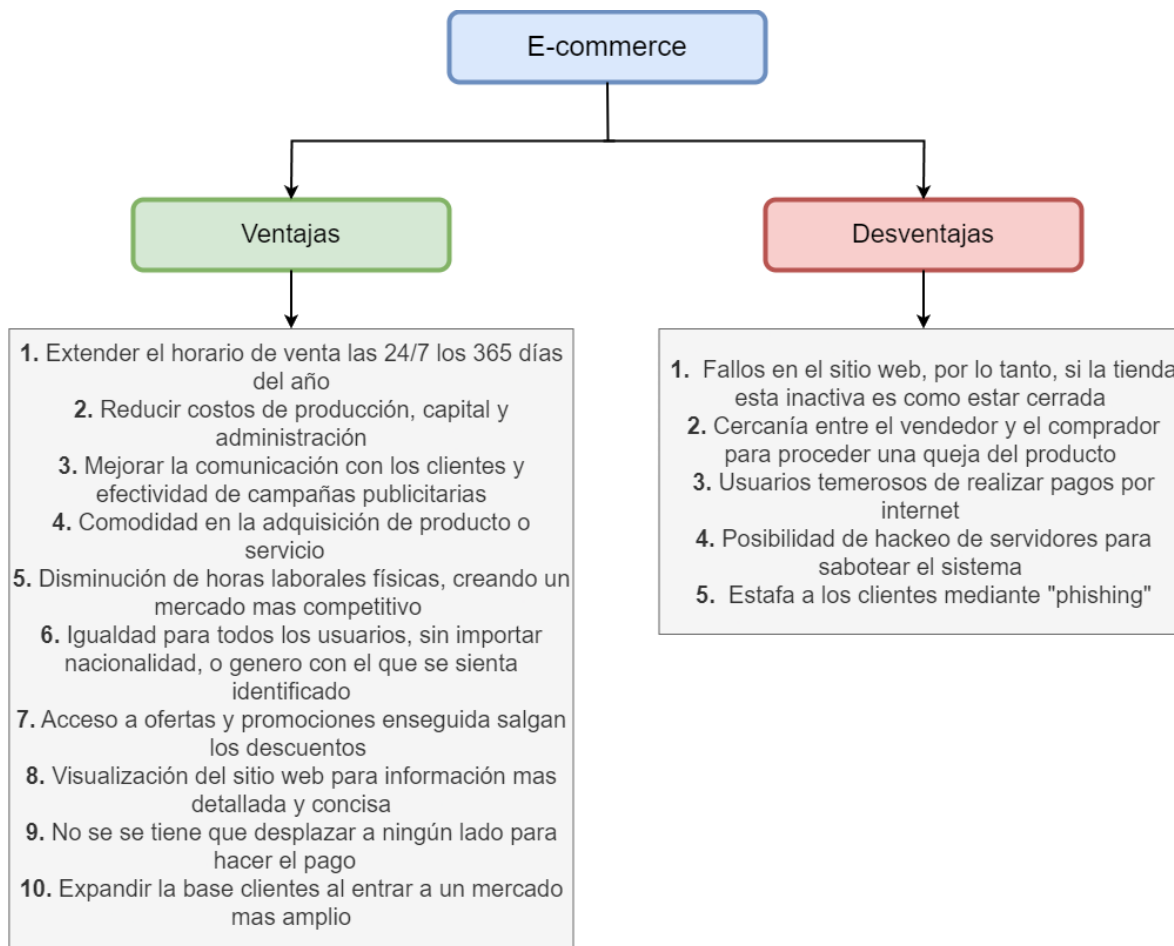 E-commerce
Ventajas
Desventajas
1. Extender el horario de venta las 24/7 los 365 días
del año
2. Reducir costos de producción, capital y
administración
3. Mejorar la comunicación con los clientes y
efectividad de campañas publicitarias
4. Comodidad en la adquisición de producto o
servicio
5. Disminución de horas laborales físicas, creando un
mercado mas competitivo
6. Igualdad para todos los usuarios, sin importar
nacionalidad, o genero con el que se sienta
identificado
7. Acceso a ofertas y promociones enseguida salgan
los descuentos
8. Visualización del sitio web para información mas
detallada y concisa
9. No se se tiene que desplazar a ningún lado para
hacer el pago
10. Expandir la base clientes al entrar a un mercado
mas amplio
1. Fallos en el sitio web, por lo tanto, si la tienda
esta inactiva es como estar cerrada
2. Cercanía entre el vendedor y el comprador
para proceder una queja del producto
3. Usuarios temerosos de realizar pagos por
internet
4. Posibilidad de hackeo de servidores para
sabotear el sistema
5. Estafa a los clientes mediante "phishing"